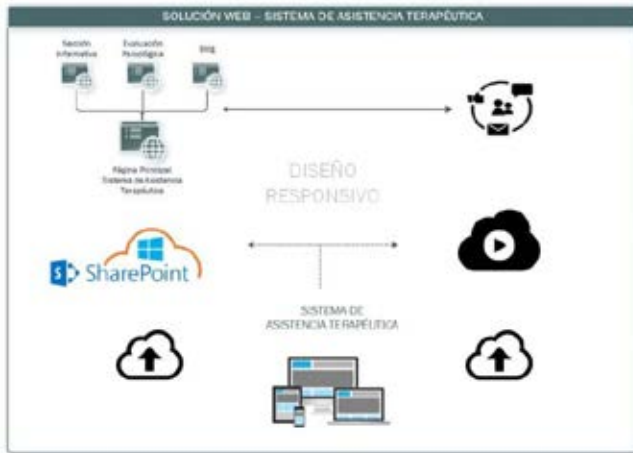 SOLUCIÓN WEB – SISTEMA DE ASISTENCIA TERAPÉUTICA
Sección
Informativa
Evaluación
Psicológica
Blog
Página Principal
Sistema de Asistencia
Terapéutica
DISEÑO
RESPONSIVO
S
SharePoint
SISTEMA DE
ASISTENCIA TERAPÉUTICA